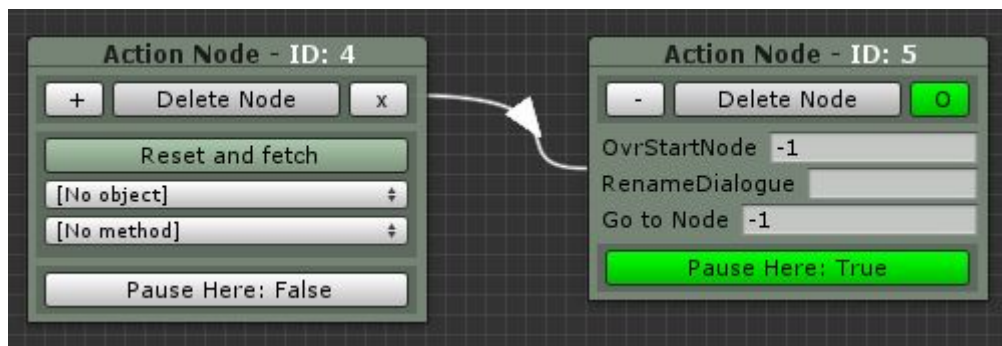 Action Node - ID: 4
+ Delete Node x
Reset and fetch
[No object]
[No method]
Pause Here: False
Action Node - ID: 5
- Delete Node O
OvrStartNode -1
RenameDialogue
Go to Node -1
Pause Here: True